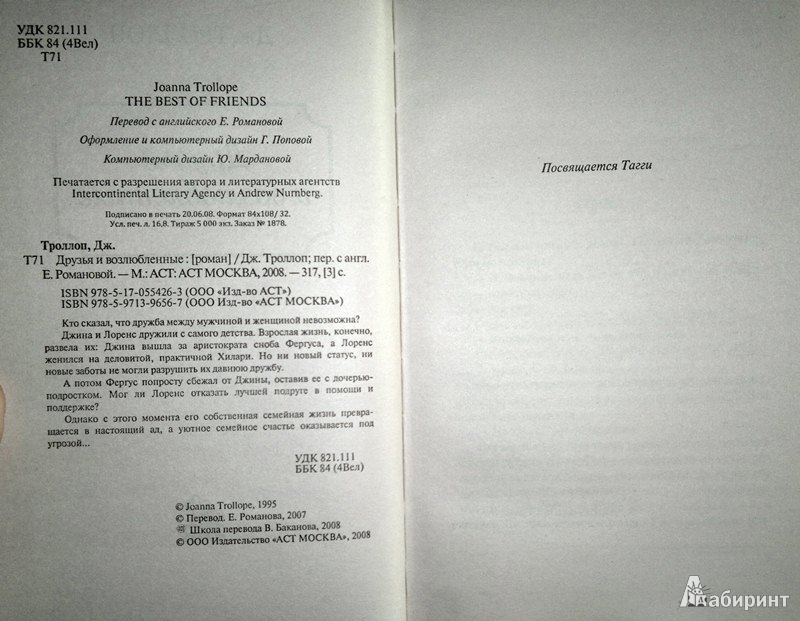 УДК 821.111
ББК 84 (4Вел)
Т71
Joanna Trollope
THE BEST OF FRIENDS
Перевод с английского Е. Романовой
Оформление и компьютерный дизайн Г. Поповой
Компьютерный дизайн Ю. Мардановой
Печатается с разрешения автора и литературных агентств
Intercontinental Literary Agency и Andrew Nurnberg.
Подписано в печать 20.06.08. Формат 84х108/32.
Усл. печ. л. 16,8. Тираж 5 000 экз. Заказ № 1878.
Троллоп, Дж.
Т71 Друзья и возлюбленные : [роман] / Дж. Троллоп; пер. с англ.
Е. Романовой. — М.: АСТ: АСТ МОСКВА, 2008. — 317, [3] с.
ISBN 978-5-17-055426-3 (ООО «Изд-во АСТ»)
ISBN 978-5-9713-9656-7 (ООО Изд-во «АСТ МОСКВА»)
Кто сказал, что дружба между мужчиной и женщиной невозможна?
Джина и Лоренс дружили с самого детства. Взрослая жизнь, конечно,
развела их: Джина вышла за аристократа сноба Фергуса, а Лоренс
женился на деловитой, практичной Хилари. Но ни новый статус, ни
новые заботы не могли разрушить их давнюю дружбу.
А потом Фергус попросту сбежал от Джины, оставив ее с дочерью-
подростком. Мог ли Лоренс отказать лучшей подруге в помощи и
поддержке?
Однако с этого момента его собственная семейная жизнь превра-
щается в настоящий ад, а уютное семейное счастье оказывается под
угрозой...
УДК 821.111
ББК 84 (4Вел)
© Joanna Trollope, 1995
© Перевод. Е. Романова, 2007
Школа перевода В. Баканова, 2008
© ООО Издательство «АСТ МОСКВА», 2008
Посвящается Тагги
Лабиринт